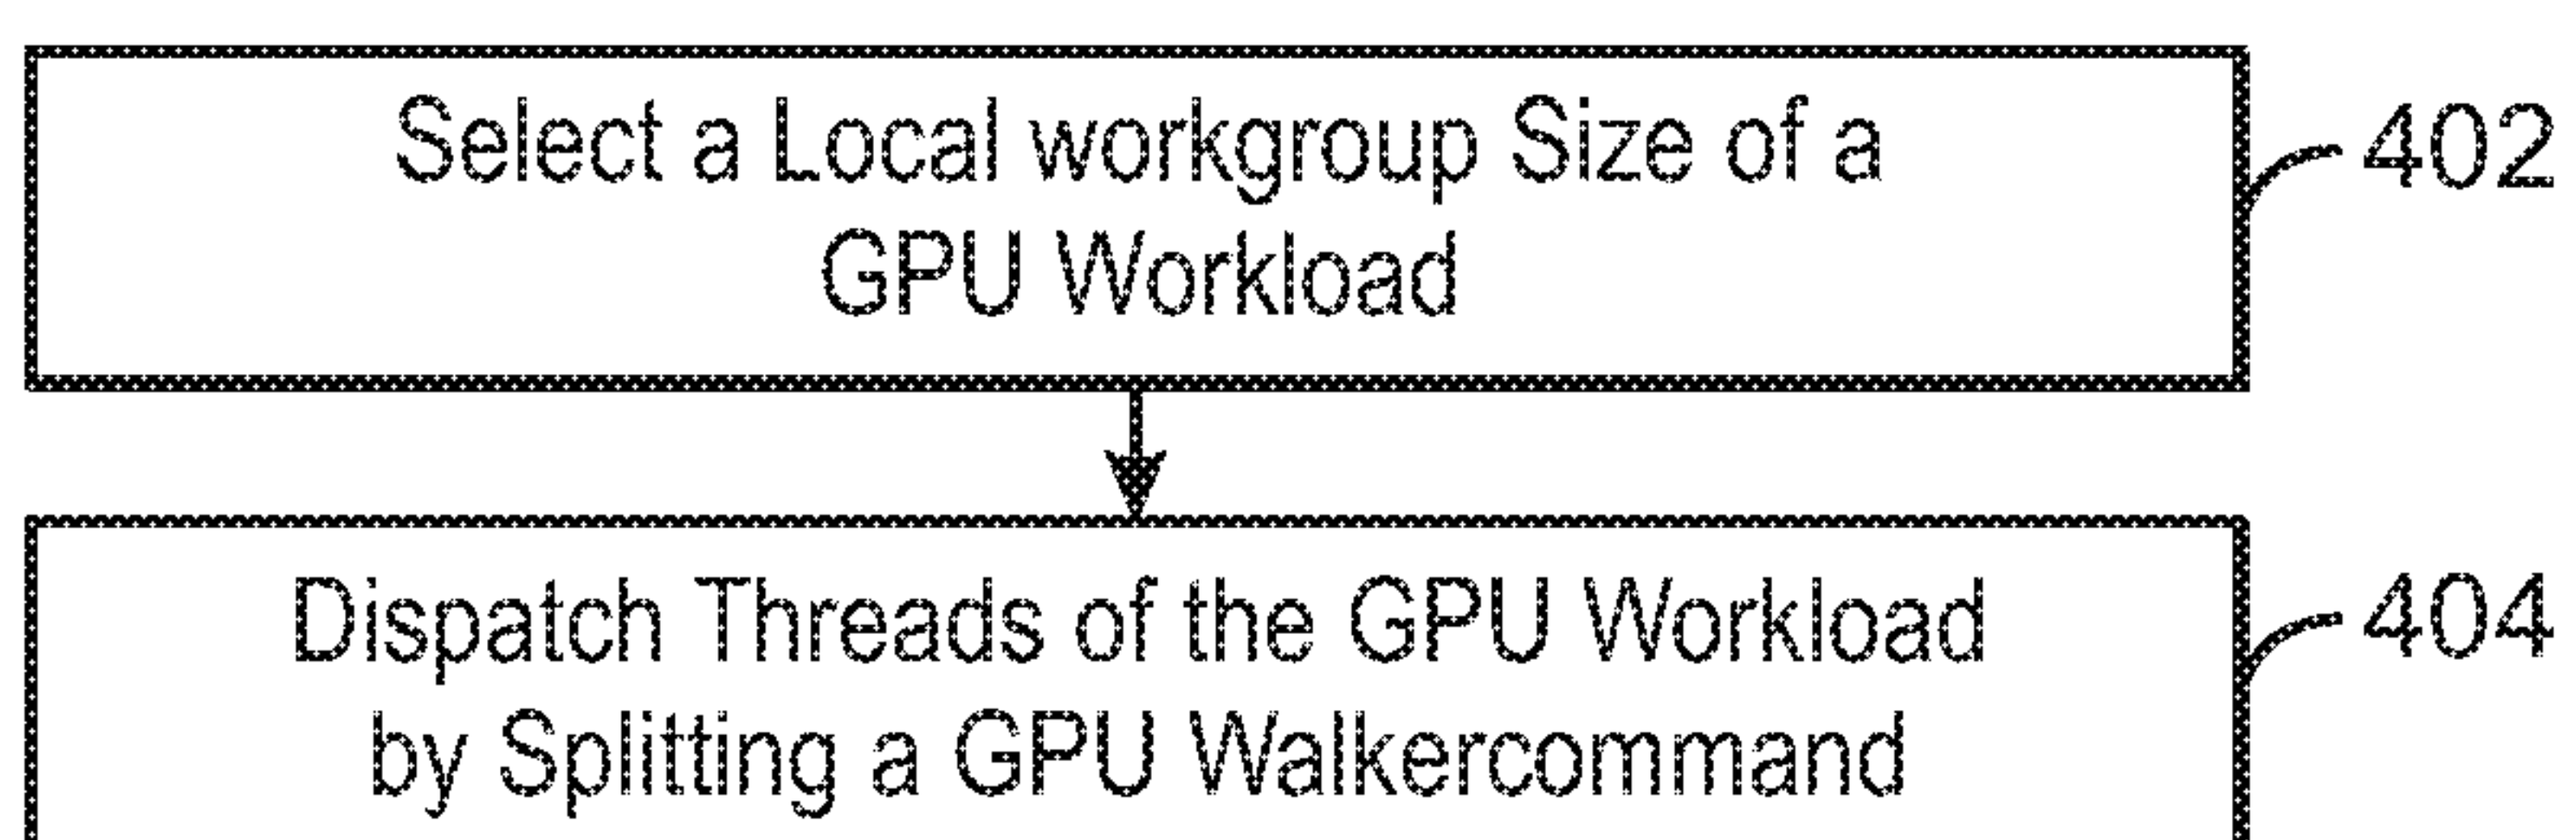 Select a Local workgroup Size of a
GPU Workload
402
Dispatch Threads of the GPU Workload
by Splitting a GPU Walkercommand
404